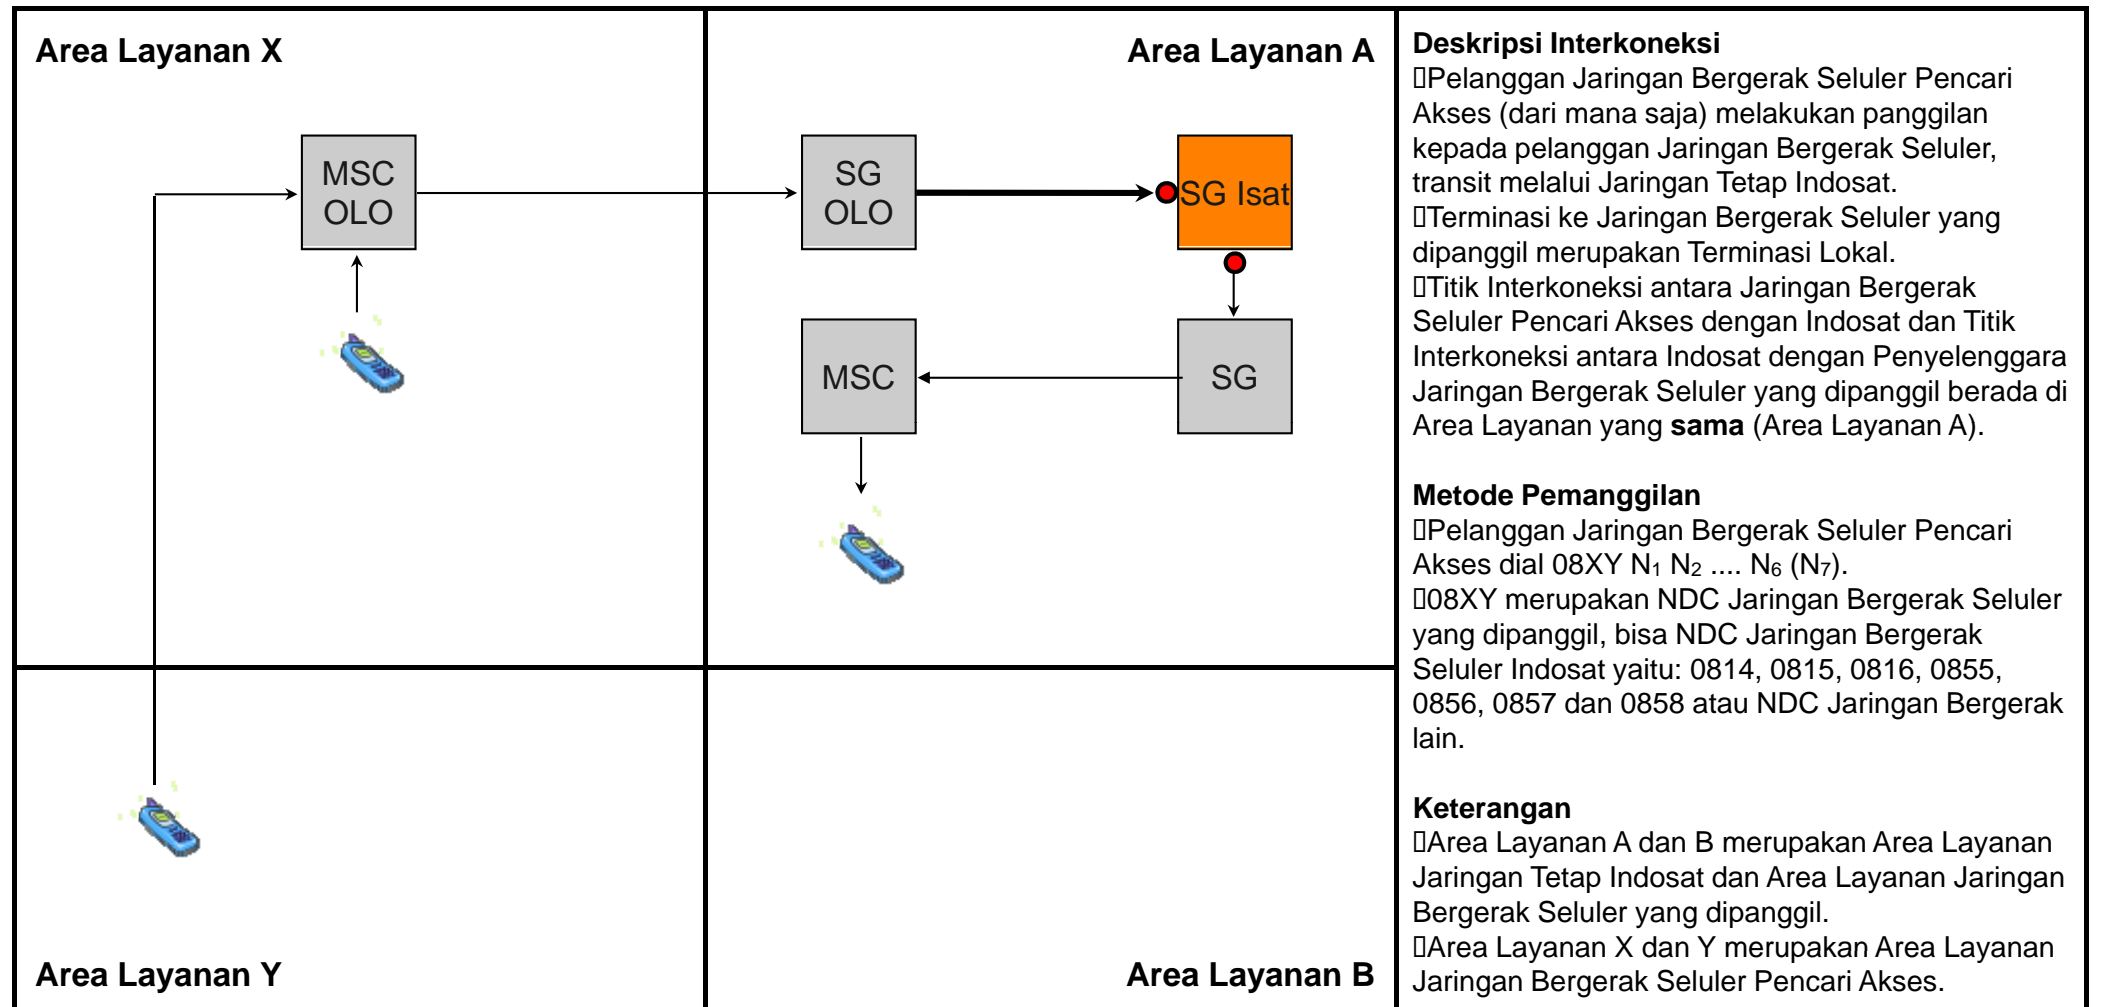 Area Layanan X
Area Layanan A
MSC
OLO
SG
OLO
SG Isat
MSC
SG
Area Layanan Y
Area Layanan B
Deskripsi Interkoneksi
▯Pelanggan Jaringan Bergerak Seluler Pencari
Akses (dari mana saja) melakukan panggilan
kepada pelanggan Jaringan Bergerak Seluler,
transit melalui Jaringan Tetap Indosat.
▯Terminasi ke Jaringan Bergerak Seluler yang
dipanggil merupakan Terminasi Lokal.
▯Titik Interkoneksi antara Jaringan Bergerak
Seluler Pencari Akses dengan Indosat dan Titik
Interkoneksi antara Indosat dengan Penyelenggara
Jaringan Bergerak Seluler yang dipanggil berada di
Area Layanan yang sama (Area Layanan A).
Metode Pemanggilan
▯Pelanggan Jaringan Bergerak Seluler Pencari
Akses dial 08XY N₁ N₂ .... N₆ (N₇).
▯08XY merupakan NDC Jaringan Bergerak Seluler
yang dipanggil, bisa NDC Jaringan Bergerak
Seluler Indosat yaitu: 0814, 0815, 0816, 0855,
0856, 0857 dan 0858 atau NDC Jaringan Bergerak
lain.
Keterangan
▯Area Layanan A dan B merupakan Area Layanan
Jaringan Tetap Indosat dan Area Layanan Jaringan
Bergerak Seluler yang dipanggil.
▯Area Layanan X dan Y merupakan Area Layanan
Jaringan Bergerak Seluler Pencari Akses.